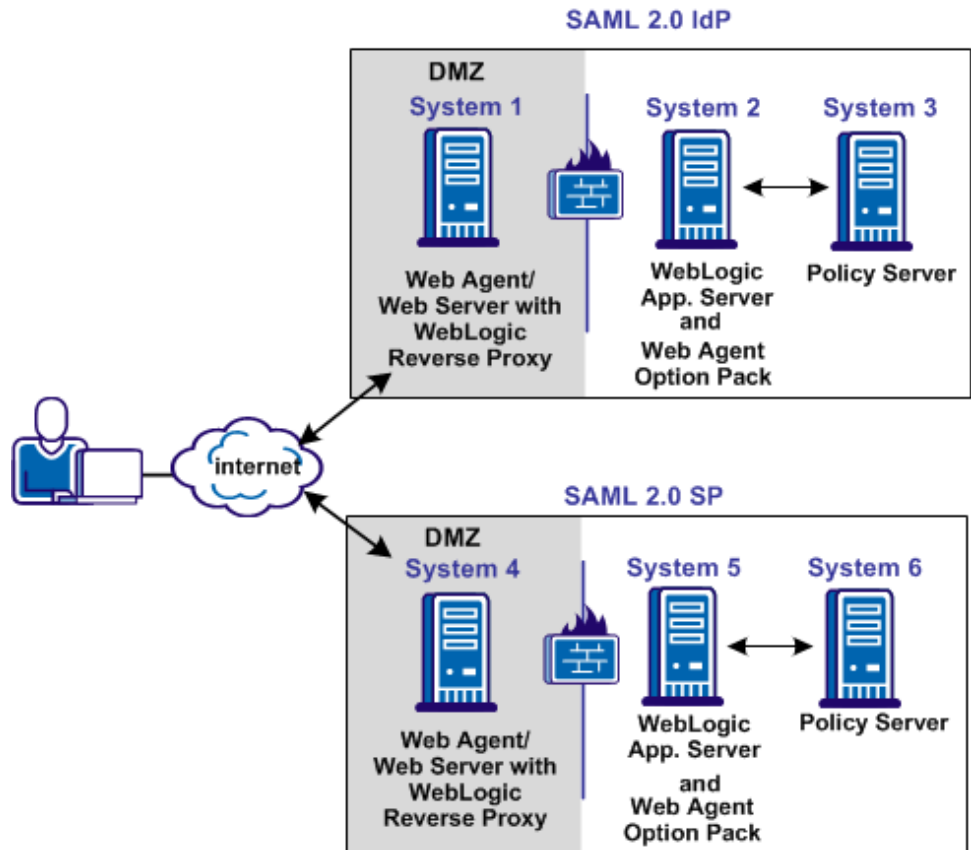 SAML 2.0 IdP
DMZ
System 1
System 2
System 3
Web Agent/
Web Server with
WebLogic
Reverse Proxy
WebLogic
App. Server
and
Web Agent
Option Pack
Policy Server
internet
SAML 2.0 SP
DMZ
System 4
System 5
System 6
Web Agent/
Web Server with
WebLogic
Reverse Proxy
WebLogic
App. Server
and
Web Agent
Option Pack
Policy Server